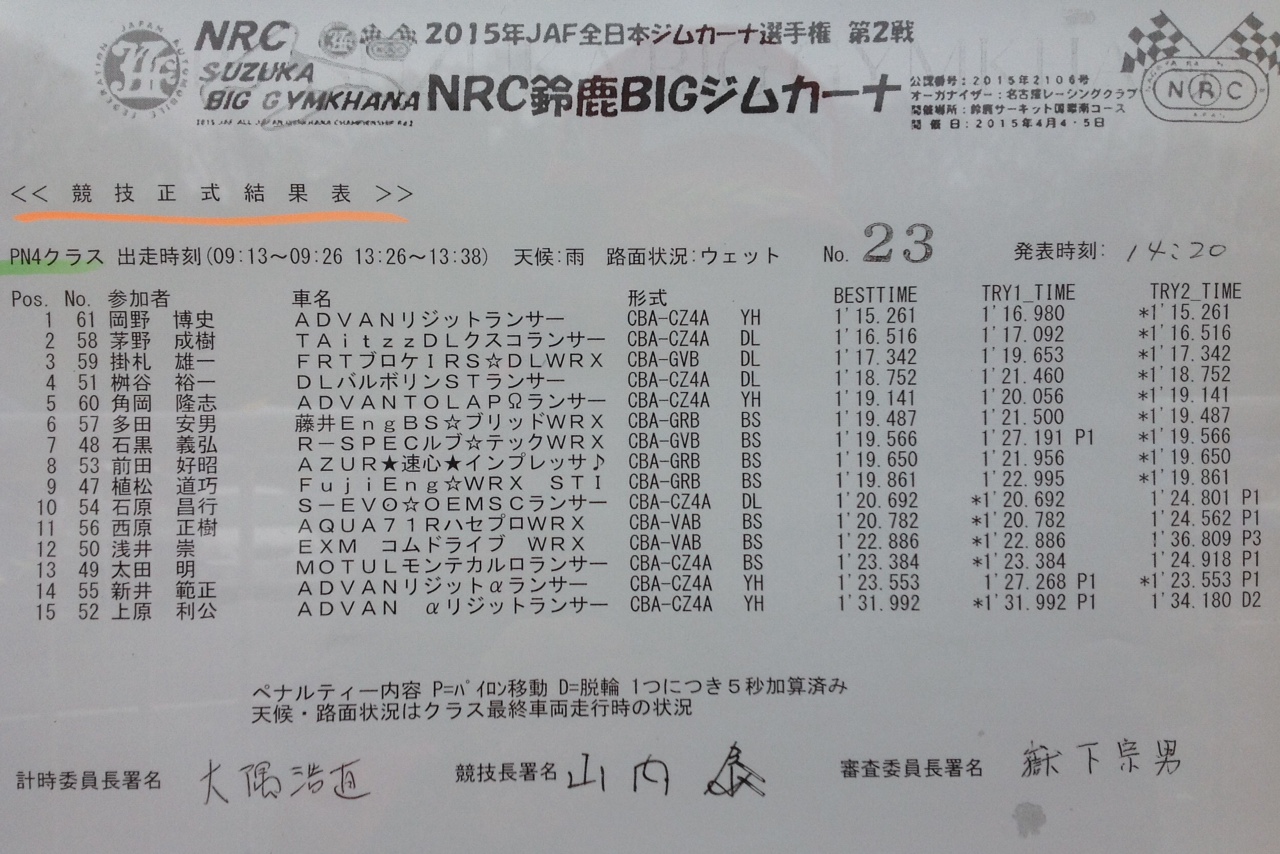 NRC 2015年JAF全日本ジムカーナ選手権 第2戦
SUZUKA
BIG GYMKHANA NRC鈴鹿BIGジムカーナ
公認番号:2015年2106号
オーガナイザー:名古屋レーシングクラブ
開催場所:鈴鹿サーキット国際南コース
開催日:2015年4月4・5日
NRC
<< 競技正式結果表 >>
PN4クラス 出走時刻(09:13～09:26 13:26～13:38) 天候:雨 路面状況:ウェット No. 23 発表時刻: 14:20
Pos. No. 参加者 車名 形式 BESTTIME TRY1_TIME TRY2_TIME
1 61 岡野 博史 ADVANリジットランサー CBA-CZ4A YH 1'15.261 1'16.980 *1'15.261
2 58 茅野 成樹 TAitzzDLクスコランサー CBA-CZ4A DL 1'16.516 1'17.092 *1'16.516
3 59 掛札 雄一 FRTブロケIRS☆DLWRX CBA-GVB DL 1'17.342 1'19.653 *1'17.342
4 51 桝谷 裕一 DLバルボリンSTランサー CBA-CZ4A DL 1'18.752 1'21.460 *1'18.752
5 60 角岡 隆志 ADVANTOLAPΩランサー CBA-CZ4A YH 1'19.141 1'20.056 *1'19.141
6 57 多田 安男 藤井EngBS☆ブリッドWRX CBA-GRB BS 1'19.487 1'21.500 *1'19.487
7 48 石黒 義弘 R-SPECルブ☆テックWRX CBA-GVB BS 1'19.566 1'27.191 P1 *1'19.566
8 53 前田 好昭 AZUR★速心★インプレッサ♪ CBA-GRB BS 1'19.650 1'21.956 *1'19.650
9 47 植松 道巧 FujiEng☆WRX STI CBA-GRB BS 1'19.861 1'22.995 *1'19.861
10 54 石原 昌行 S-EVO☆OEMSCランサー CBA-CZ4A DL 1'20.692 *1'20.692 1'24.801 P1
11 56 西原 正樹 AQUA71RハセプロWRX CBA-VAB BS 1'20.782 *1'20.782 1'24.562 P1
12 50 浅井 崇 EXM コムドライブ WRX CBA-VAB BS 1'22.886 *1'22.886 1'36.809 P3
13 49 太田 明 MOTULモンテカルロランサー CBA-CZ4A BS 1'23.384 *1'23.384 1'24.918 P1
14 55 新井 範正 ADVANリジットαランサー CBA-CZ4A YH 1'23.553 1'27.268 P1 *1'23.553 P1
15 52 上原 利公 ADVAN αリジットランサー CBA-CZ4A YH 1'31.992 *1'31.992 P1 1'34.180 D2
ペナルティー内容 P=ﾊﾟｲﾛﾝ移動 D=脱輪 1つにつき5秒加算済み
天候・路面状況はクラス最終車両走行時の状況
計時委員長署名 大隅浩直 競技長署名 山内 審査委員長署名 嶽下宗男